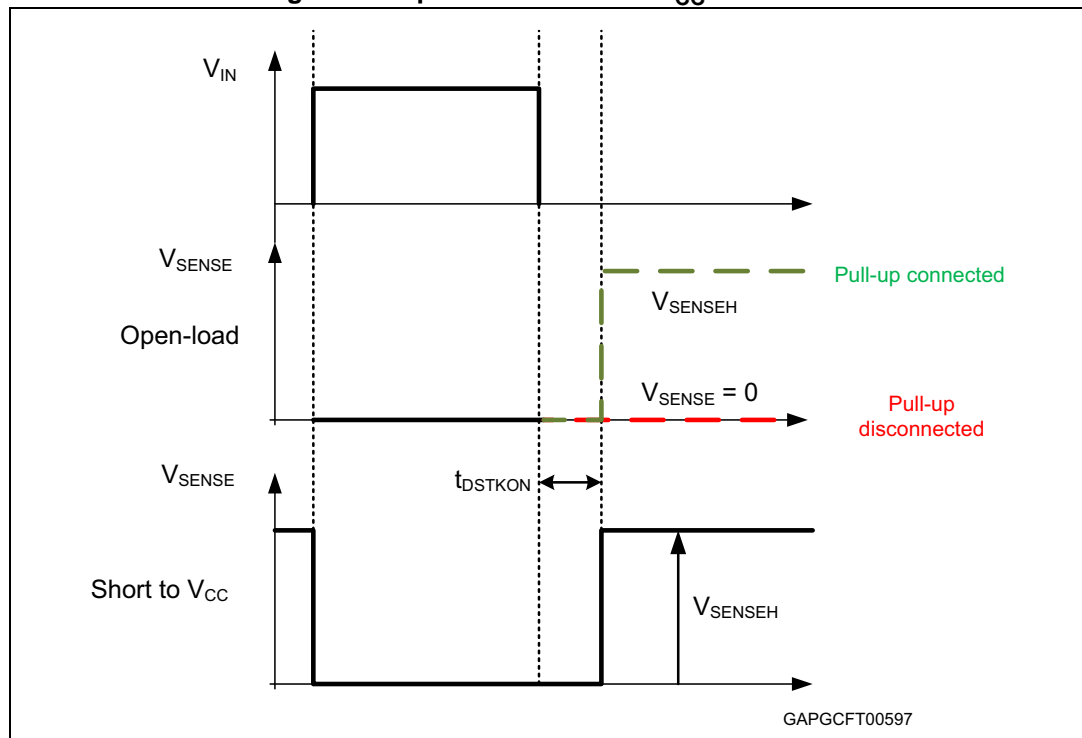 V_IN
V_SENSE
Pull-up connected
V_SENSEH
Open-load
V_SENSE = 0
Pull-up
disconnected
V_SENSE
t_DSTKON
Short to V_CC
V_SENSEH
GAPGCFT00597